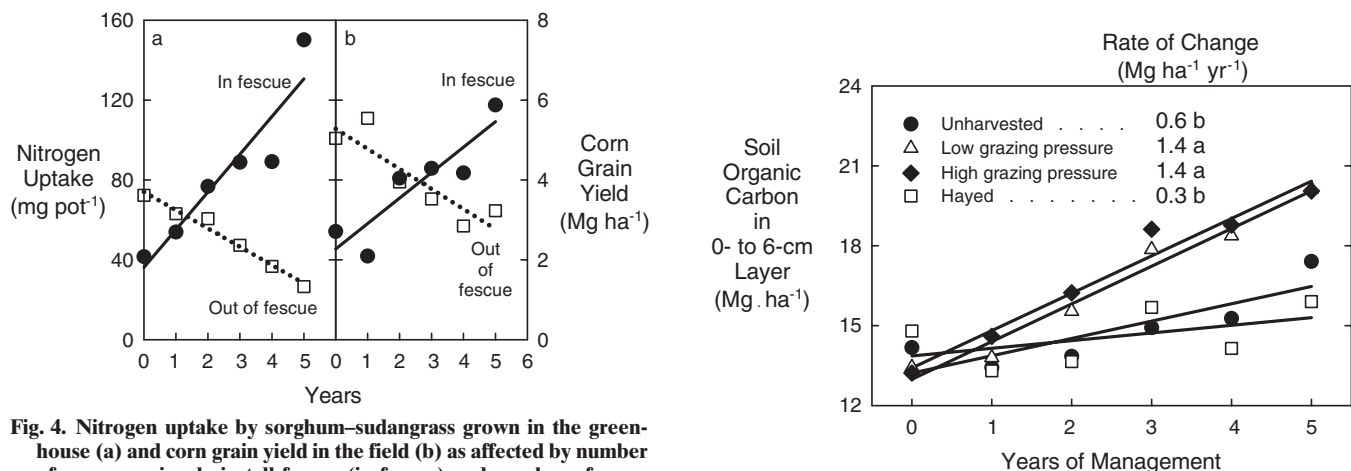 160
120
80
40
0
a
b
In fescue
Out of fescue
In fescue
Out
of
fescue
8
6
4
2
0
Nitrogen
Uptake
(mg pot⁻¹)
Corn
Grain
Yield
(Mg ha⁻¹)
0 1 2 3 4 5
0 1 2 3 4 5 6
Years
Fig. 4. Nitrogen uptake by sorghum–sudangrass grown in the green-
house (a) and corn grain yield in the field (b) as affected by number
Rate of Change
(Mg ha⁻¹ yr⁻¹)
Unharvested . . . . 0.6 b
Low grazing pressure 1.4 a
High grazing pressure 1.4 a
Hayed . . . . . . . 0.3 b
Soil
Organic
Carbon
in
0- to 6-cm
Layer
(Mg . ha⁻¹)
24
21
18
15
12
0 1 2 3 4 5
Years of Management